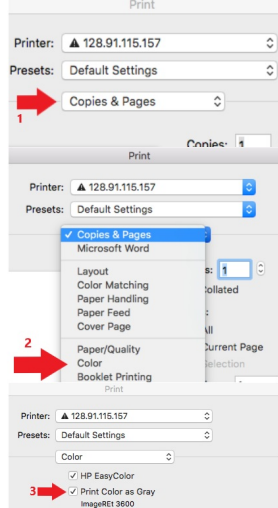 Print
Printer: ⚠ 128.91.115.157
Presets: Default Settings
Copies & Pages
1
Copies: 1
Print
Printer: ⚠ 128.91.115.157
Presets: Default Settings
✓ Copies & Pages
Microsoft Word
s: 1
Layout
Color Matching
Collated
Paper Handling
Paper Feed
:
Cover Page
All
2
Paper/Quality
Current Page
Color
Selection
Booklet Printing
Print
Printer: ⚠ 128.91.115.157
Presets: Default Settings
Color
✓ HP EasyColor
3
✓ Print Color as Gray
ImageREt 3600